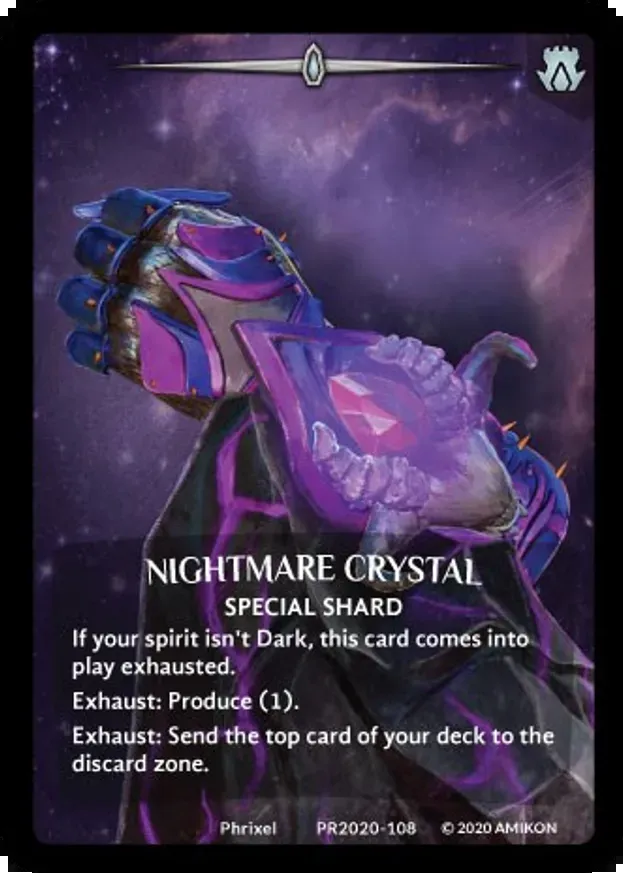 NIGHTMARE CRYSTAL
SPECIAL SHARD
If your spirit isn't Dark, this card comes into
play exhausted.
Exhaust: Produce (1).
Exhaust: Send the top card of your deck to the
discard zone.
Phrixel PR2020-108 © 2020 AMIKON